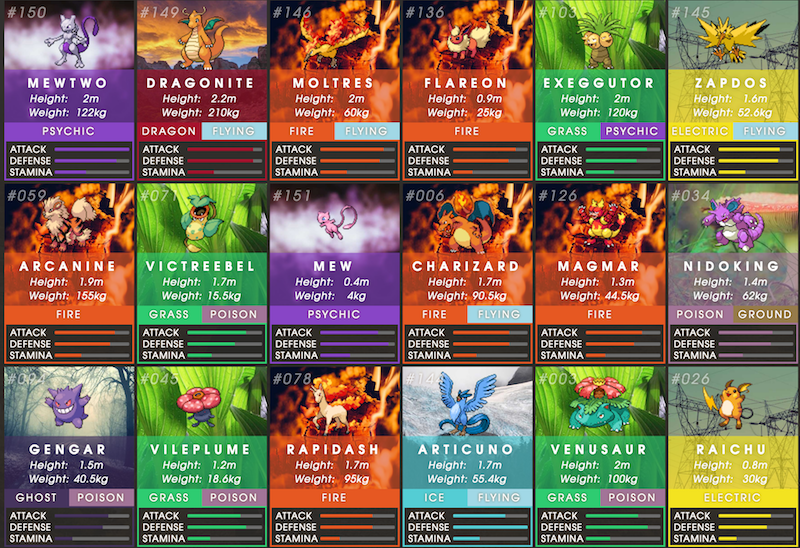 #150
MEWTWO
Height: 2m
Weight: 122kg
PSYCHIC
ATTACK
DEFENSE
STAMINA
#149
DRAGONITE
Height: 2.2m
Weight: 210kg
DRAGON FLYING
ATTACK
DEFENSE
STAMINA
#146
MOLTRES
Height: 2m
Weight: 60kg
FIRE FLYING
ATTACK
DEFENSE
STAMINA
#136
FLAREON
Height: 0.9m
Weight: 25kg
FIRE
ATTACK
DEFENSE
STAMINA
#103
EXEGGUTOR
Height: 2m
Weight: 120kg
GRASS PSYCHIC
ATTACK
DEFENSE
STAMINA
#145
ZAPDOS
Height: 1.6m
Weight: 52.6kg
ELECTRIC FLYING
ATTACK
DEFENSE
STAMINA
#059
ARCANINE
Height: 1.9m
Weight: 155kg
FIRE
ATTACK
DEFENSE
STAMINA
#071
VICTREEBEL
Height: 1.7m
Weight: 15.5kg
GRASS POISON
ATTACK
DEFENSE
STAMINA
#151
MEW
Height: 0.4m
Weight: 4kg
PSYCHIC
ATTACK
DEFENSE
STAMINA
#006
CHARIZARD
Height: 1.7m
Weight: 90.5kg
FIRE FLYING
ATTACK
DEFENSE
STAMINA
#126
MAGMAR
Height: 1.3m
Weight: 44.5kg
FIRE
ATTACK
DEFENSE
STAMINA
#034
NIDOKING
Height: 1.4m
Weight: 62kg
POISON GROUND
ATTACK
DEFENSE
STAMINA
GENGAR
Height: 1.5m
Weight: 40.5kg
GHOST POISON
ATTACK
DEFENSE
STAMINA
#045
VILEPLUME
Height: 1.2m
Weight: 18.6kg
GRASS POISON
ATTACK
DEFENSE
STAMINA
#078
RAPIDASH
Height: 1.7m
Weight: 95kg
FIRE
ATTACK
DEFENSE
STAMINA
ARTICUNO
Height: 1.7m
Weight: 55.4kg
ICE FLYING
ATTACK
DEFENSE
STAMINA
#003
VENUSAUR
Height: 2m
Weight: 100kg
GRASS POISON
ATTACK
DEFENSE
STAMINA
#026
RAICHU
Height: 0.8m
Weight: 30kg
ELECTRIC
ATTACK
DEFENSE
STAMINA